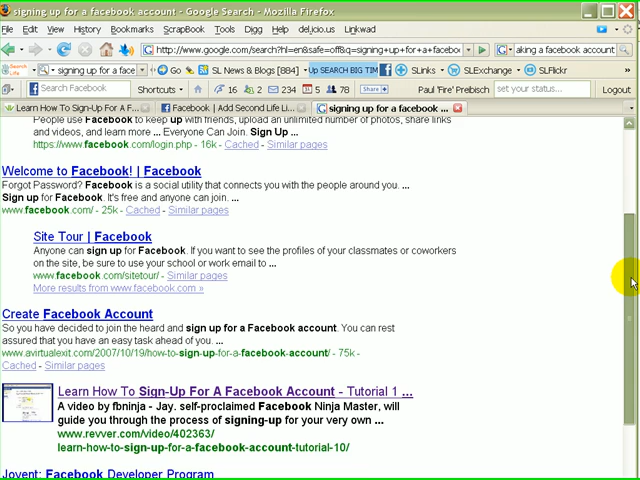 signing up for a facebook account - Google Search - Mozilla Firefox
File Edit View History Bookmarks ScrapBook Tools Digg Help del.icio.us Linkwad
http://www.google.com/search?hl=en&safe=off&q=signing+up+for+a+faceboo
aking a facebook account
signing up for a face Go SL News & Blogs [884] Up SEARCH BIG TIM SLinks SLExchange SLFlickr
Search Facebook Shortcuts 16 2 234 5 78 Share Paul 'Fire' Preibisch set your status... Logout
Learn How To Sign-Up For A F... Facebook | Add Second Life Li... signing up for a facebook ...
People use Facebook to keep up with friends, upload an unlimited number of photos, share links
and videos, and learn more ... Everyone Can Join. Sign Up ...
https://www.facebook.com/login.php - 16k - Cached - Similar pages
Welcome to Facebook! | Facebook
Forgot Password? Facebook is a social utility that connects you with the people around you. ...
Sign up for Facebook. It's free and anyone can join. ...
www.facebook.com/ - 25k - Cached - Similar pages
Site Tour | Facebook
Anyone can sign up for Facebook. If you want to see the profiles of your classmates or coworkers
on the site, be sure to use your school or work email to ...
www.facebook.com/sitetour/ - Similar pages
More results from www.facebook.com »
Create Facebook Account
So you have decided to join the heard and sign up for a Facebook account. You can rest
assured that you have an easy task ahead of you. ...
www.avirtualexit.com/2007/10/19/how-to-sign-up-for-a-facebook-account/ - 75k -
Cached - Similar pages
Learn How To Sign-Up For A Facebook Account - Tutorial 1 ...
A video by fbninja - Jay. self-proclaimed Facebook Ninja Master, will
guide you through the process of signing-up for your very own ...
www.revver.com/video/402363/
learn-how-to-sign-up-for-a-facebook-account-tutorial-10/
Jovent: Facebook Developer Program